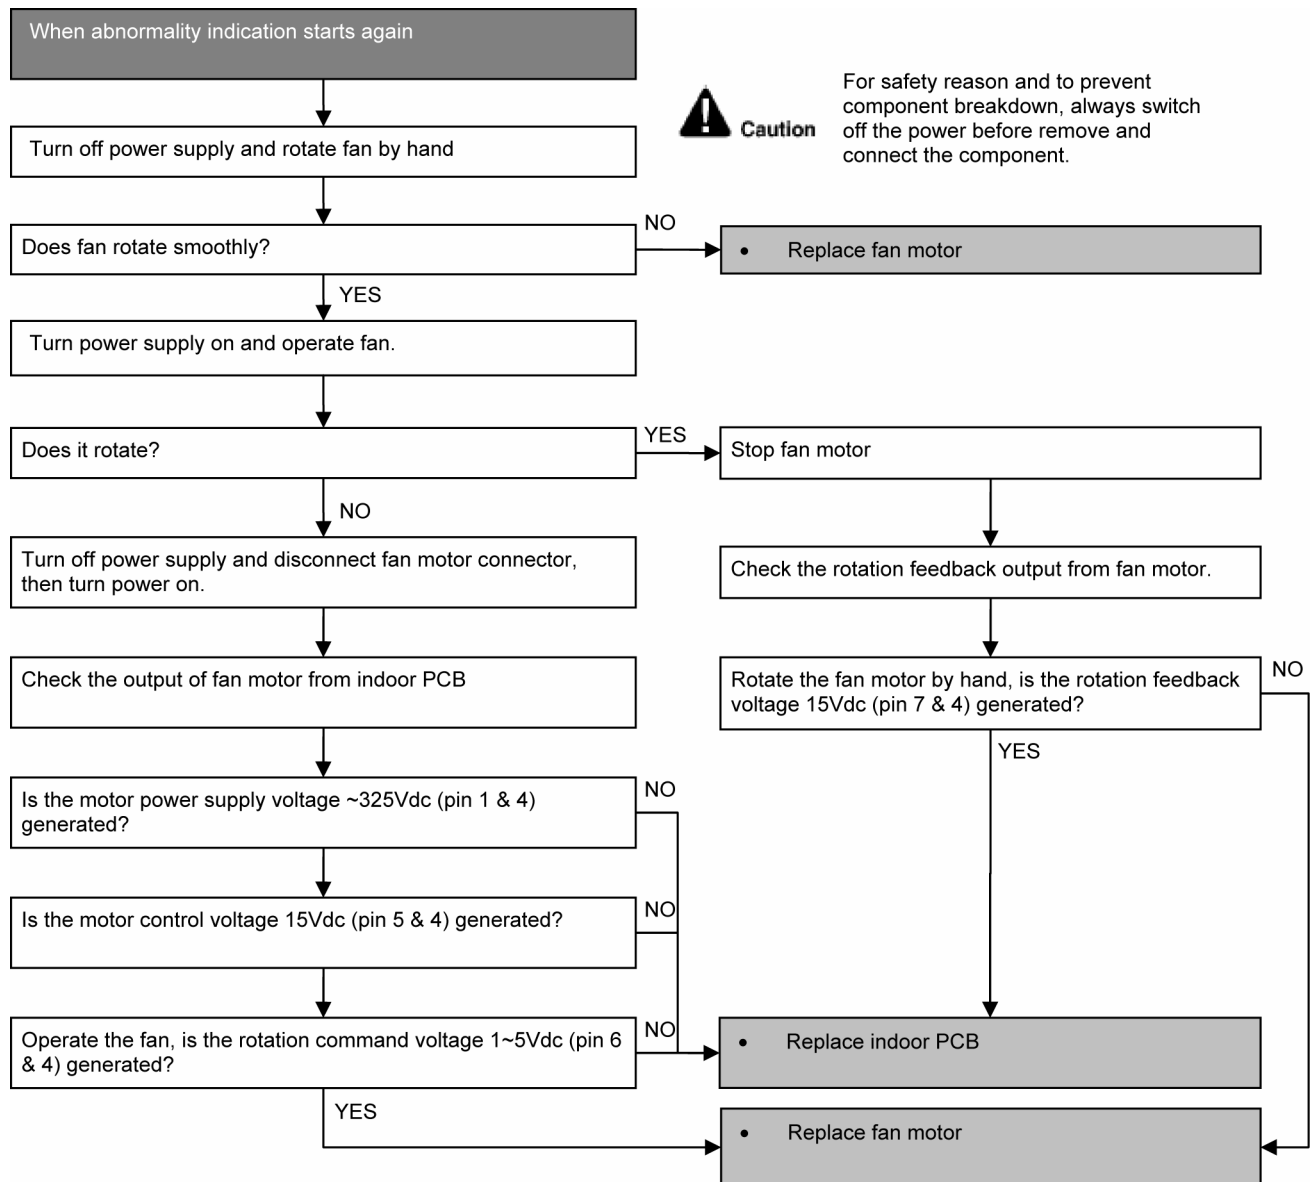 When abnormality indication starts again
For safety reason and to prevent
component breakdown, always switch
off the power before remove and
connect the component.
Caution
Turn off power supply and rotate fan by hand
Does fan rotate smoothly?
NO
• Replace fan motor
YES
Turn power supply on and operate fan.
Does it rotate?
YES
Stop fan motor
NO
Turn off power supply and disconnect fan motor connector,
then turn power on.
Check the rotation feedback output from fan motor.
Check the output of fan motor from indoor PCB
Rotate the fan motor by hand, is the rotation feedback
voltage 15Vdc (pin 7 & 4) generated?
NO
YES
Is the motor power supply voltage ~325Vdc (pin 1 & 4)
generated?
NO
Is the motor control voltage 15Vdc (pin 5 & 4) generated?
NO
Operate the fan, is the rotation command voltage 1~5Vdc (pin 6
& 4) generated?
NO
• Replace indoor PCB
YES
• Replace fan motor